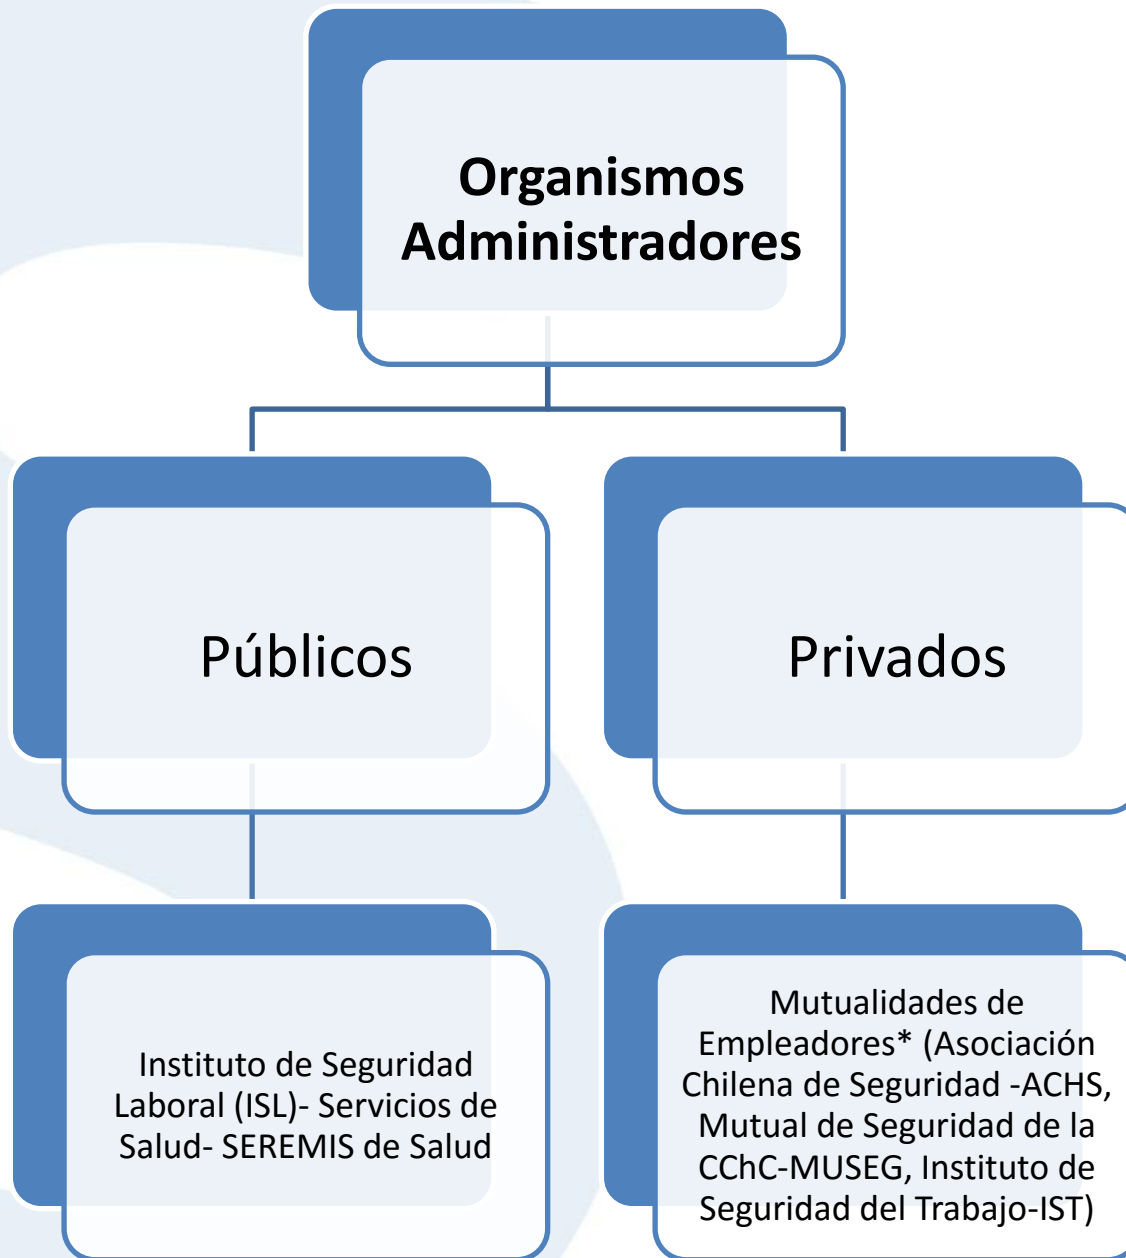 Organismos
Administradores
Públicos
Privados
Instituto de Seguridad
Laboral (ISL)- Servicios de
Salud- SEREMIS de Salud
Mutualidades de
Empleadores* (Asociación
Chilena de Seguridad -ACHS,
Mutual de Seguridad de la
CChC-MUSEG, Instituto de
Seguridad del Trabajo-IST)